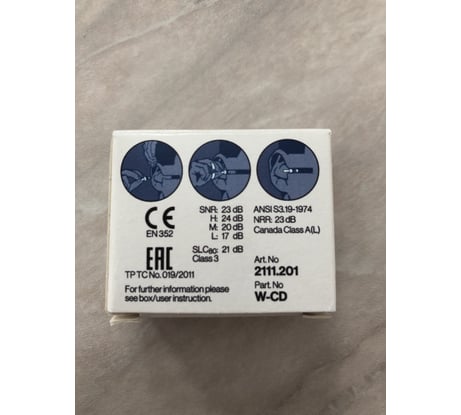 CE
EN 352
SNR: 23 dB
H: 24 dB
M: 20 dB
L: 17 dB
ANSI S3.19-1974
NRR: 23 dB
Canada Class A(L)
EAC
TP TC No. 019/2011
SLC80: 21 dB
Class 3
Art. No
2111.201
Part. No
W-CD
For further information please
see box/user instruction.